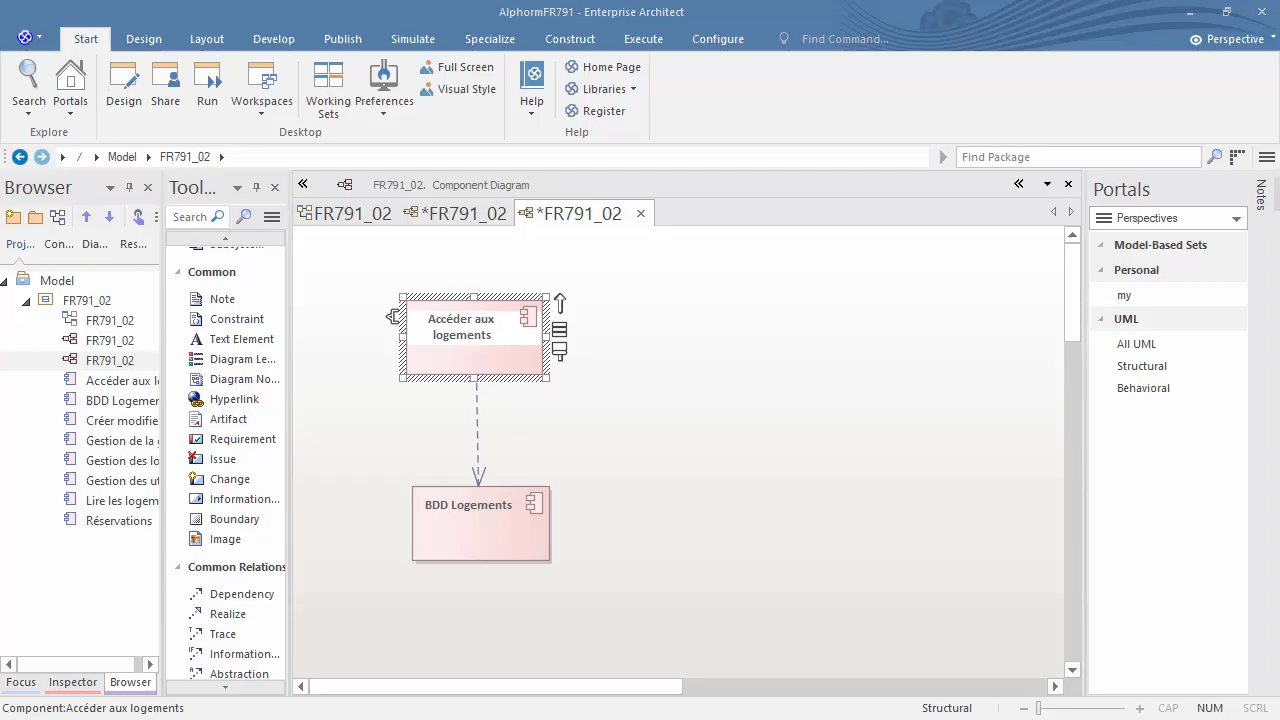 AlphormFR791 - Enterprise Architect
Start Design Layout Develop Publish Simulate Specialize Construct Execute Configure Find Command... Perspective
Search Portals Design Share Run Workspaces Working Sets Preferences Full Screen Visual Style Help Home Page Libraries Register
Explore Desktop Help
/ Model FR791_02 Find Package
Browser
Proj... Con... Dia... Res...
Model
FR791_02
FR791_02
FR791_02
FR791_02
Accéder aux l
BDD Logeme
Créer modifie
Gestion de la
Gestion des lo
Gestion des ut
Lire les logem
Réservations
Focus Inspector Browser
Tool...
Search
Common
Note
Constraint
Text Element
Diagram Le...
Diagram No...
Hyperlink
Artifact
Requirement
Issue
Change
Information...
Boundary
Image
Common Relations
Dependency
Realize
Trace
Information...
Abstraction
FR791_02. Component Diagram
FR791_02 *FR791_02 *FR791_02
Accéder aux
logements
BDD Logements
Portals
Perspectives
Model-Based Sets
Personal
my
UML
All UML
Structural
Behavioral
Notes
Component:Accéder aux logements Structural CAP NUM SCRL